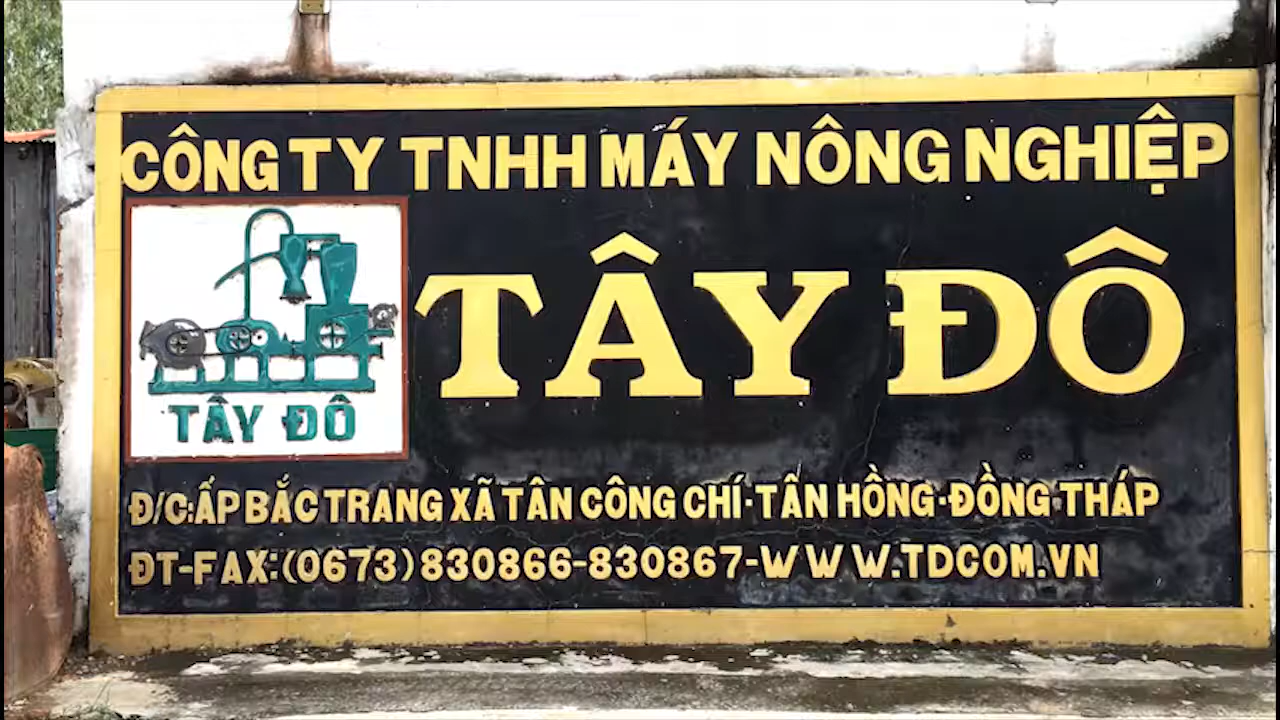 CÔNG TY TNHH MÁY NÔNG NGHIỆP
TÂY ĐÔ
TÂY ĐÔ
Đ/C:ẤP BẮC TRANG XÃ TÂN CÔNG CHÍ-TÂN HỒNG-ĐỒNG THÁP
ĐT-FAX:(0673)830866-830867-WWW.TDCOM.VN